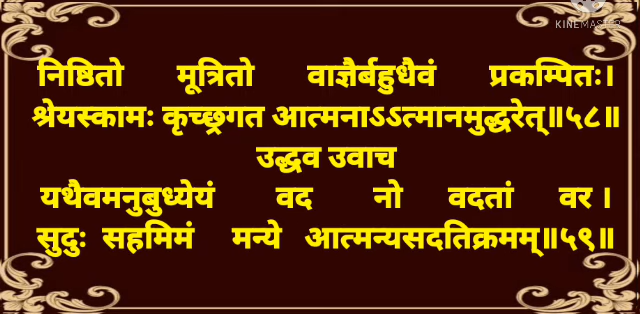 KINEMASTER
निष्ठितो मूत्रितो वाज्ञैर्बहुधैवं प्रकम्पितः।
श्रेयस्कामः कृच्छ्रगत आत्मनाऽऽत्मानमुद्धरेत्॥५८॥
उद्धव उवाच
यथैवमनुबुध्येयं वद नो वदतां वर ।
सुदुः सहमिमं मन्ये आत्मन्यसदतिक्रमम्॥५९॥